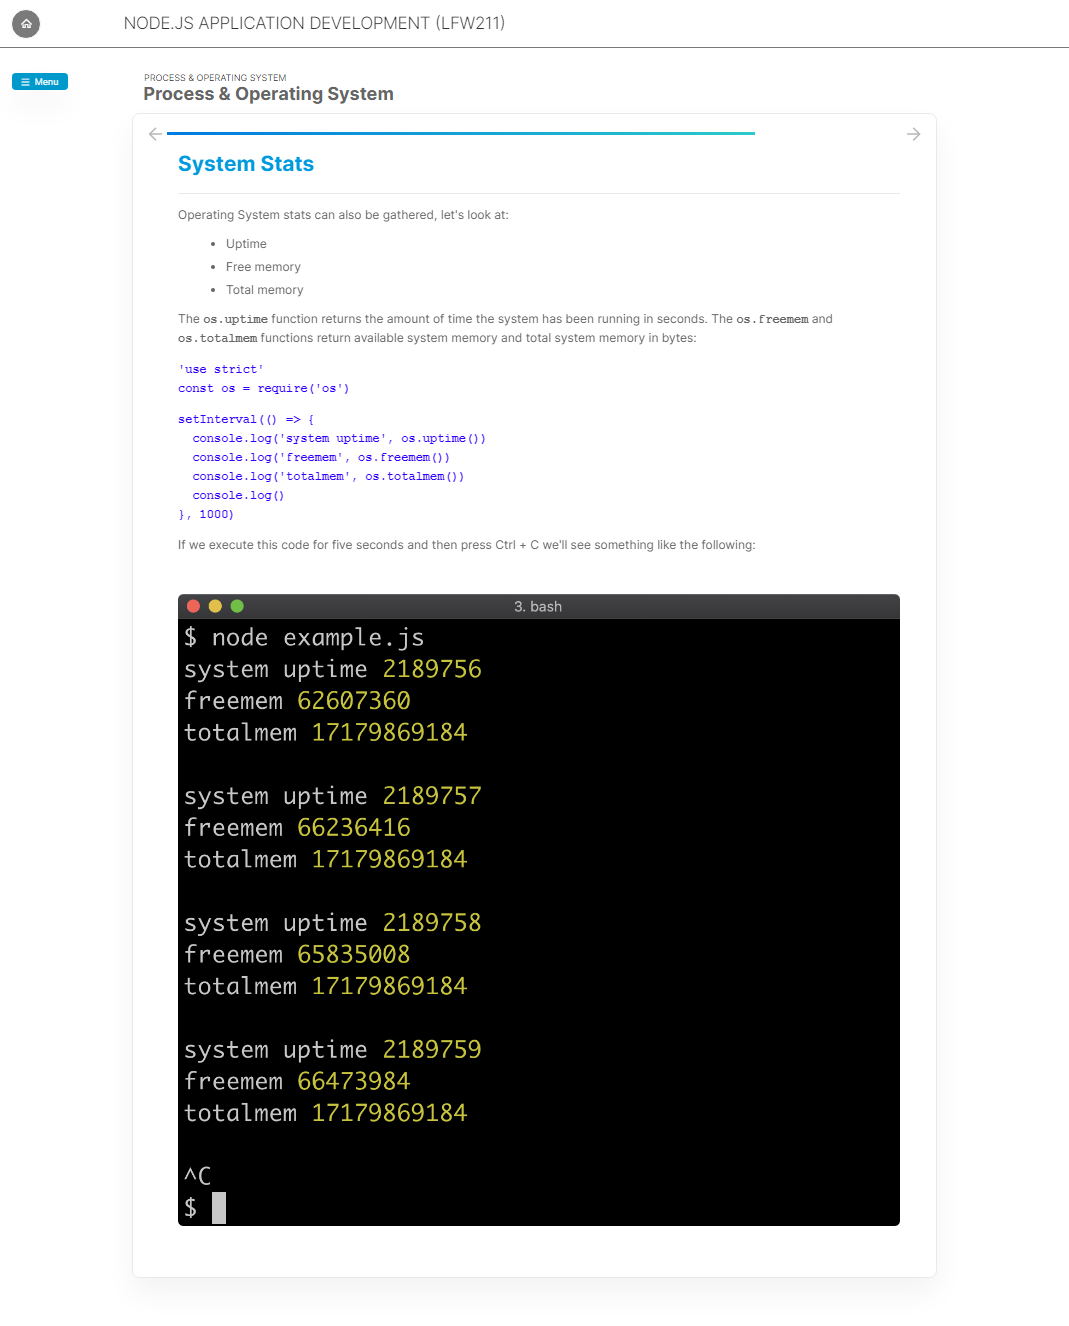 NODE.JS APPLICATION DEVELOPMENT (LFW211)
Menu
PROCESS & OPERATING SYSTEM
Process & Operating System
System Stats
Operating System stats can also be gathered, let's look at:
• Uptime
• Free memory
• Total memory
The os.uptime function returns the amount of time the system has been running in seconds. The os.freemem and
os.totalmem functions return available system memory and total system memory in bytes:
'use strict'
const os = require('os')
setInterval(() => {
  console.log('system uptime', os.uptime())
  console.log('freemem', os.freemem())
  console.log('totalmem', os.totalmem())
  console.log()
}, 1000)
If we execute this code for five seconds and then press Ctrl + C we'll see something like the following:
3. bash
$ node example.js
system uptime 2189756
freemem 62607360
totalmem 17179869184
system uptime 2189757
freemem 66236416
totalmem 17179869184
system uptime 2189758
freemem 65835008
totalmem 17179869184
system uptime 2189759
freemem 66473984
totalmem 17179869184
^C
$